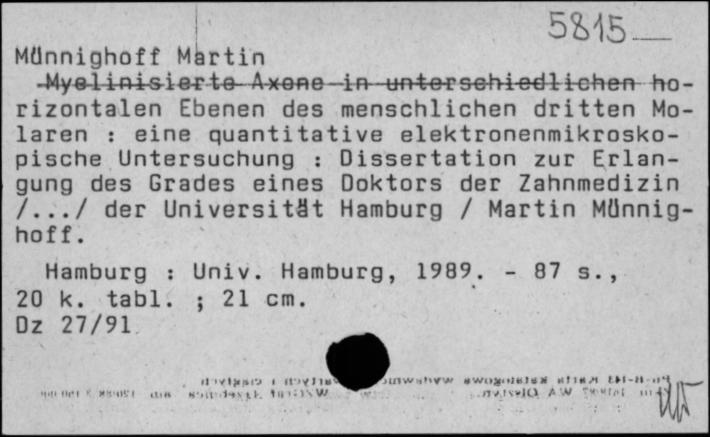 5815
Münnighoff Martin
Myelinisierte Axone in unterschiedlichen ho-
rizontalen Ebenen des menschlichen dritten Mo-
laren : eine quantitative elektronenmikrosko-
pische Untersuchung : Dissertation zur Erlan-
gung des Grades eines Doktors der Zahnmedizin
/.../ der Universität Hamburg / Martin Münnig-
hoff.
Hamburg : Univ. Hamburg, 1989. - 87 s.,
20 k. tabl. ; 21 cm.
Dz 27/91